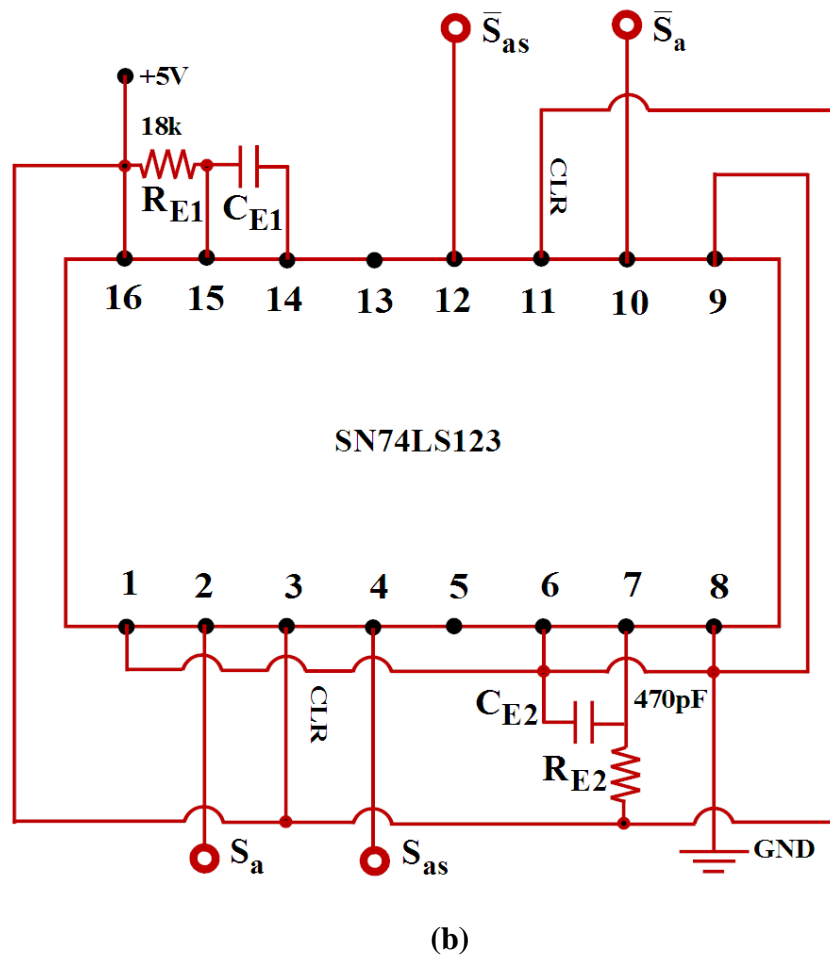 S̅as
S̅a
+5V
18k
RE1
CE1
CLR
16 15 14 13 12 11 10 9
SN74LS123
1 2 3 4 5 6 7 8
CLR
CE2
470pF
RE2
Sa
Sas
GND
(b)